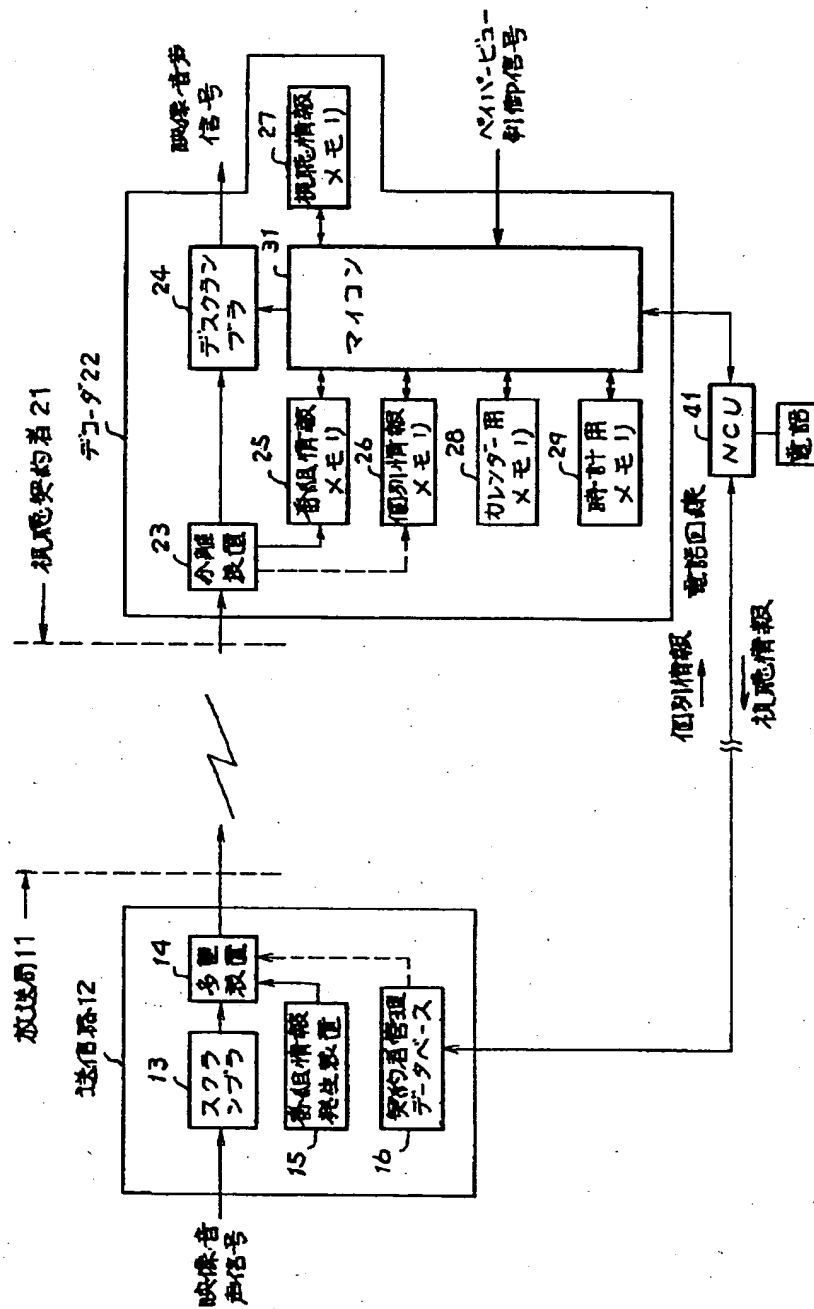 放送局11
視聴契約者21
送信路12
デコーダ22
映像音
声信号
13
スクラ
ンブラ
14
多重
装置
15
番組情報
発生装置
16
契約者管理
データベース
23
分離
装置
24
デスクラン
ブラ
映像音声
信号
25
番組情報
メモリ
26
個別情報
メモリ
28
カレンダー用
メモリ
29
時計用
メモリ
31
マイコン
27
視聴情報
メモリ
ペイパービュー
制御信号
個別情報
視聴情報
電話回線
41
NCU
電話